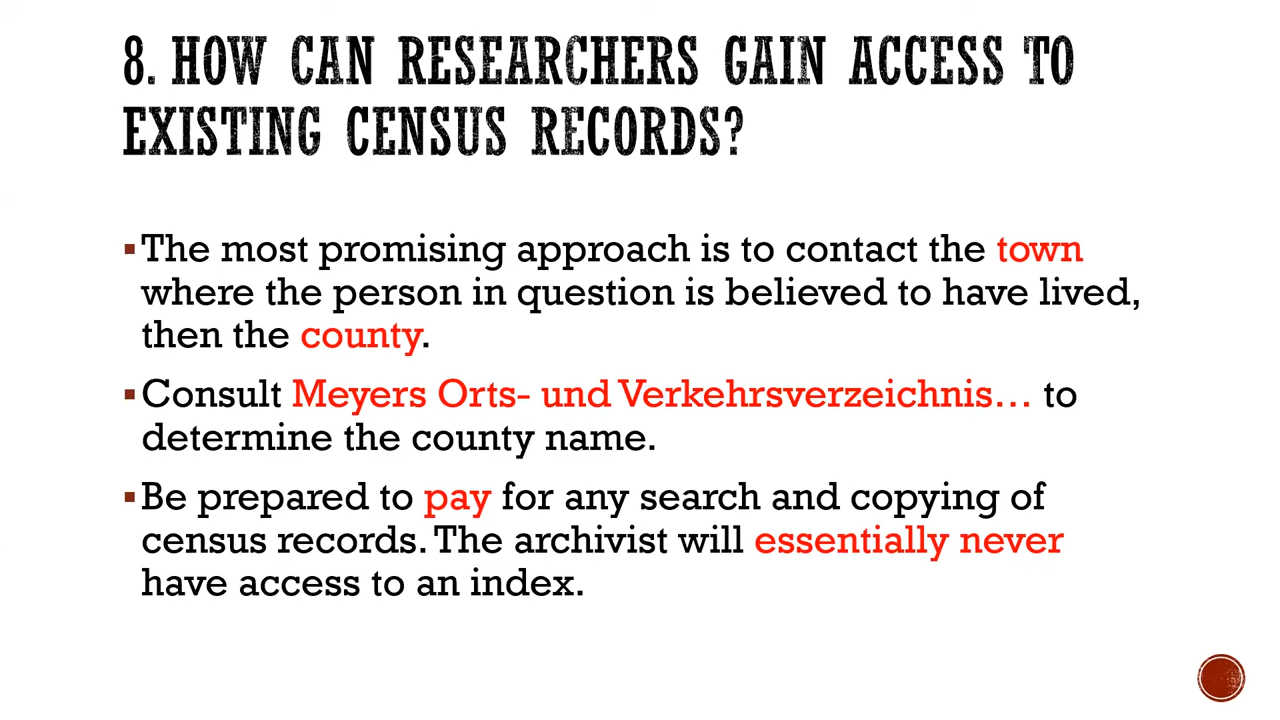 8. HOW CAN RESEARCHERS GAIN ACCESS TO
EXISTING CENSUS RECORDS?
▪The most promising approach is to contact the town
where the person in question is believed to have lived,
then the county.
▪Consult Meyers Orts- und Verkehrsverzeichnis… to
determine the county name.
▪Be prepared to pay for any search and copying of
census records. The archivist will essentially never
have access to an index.